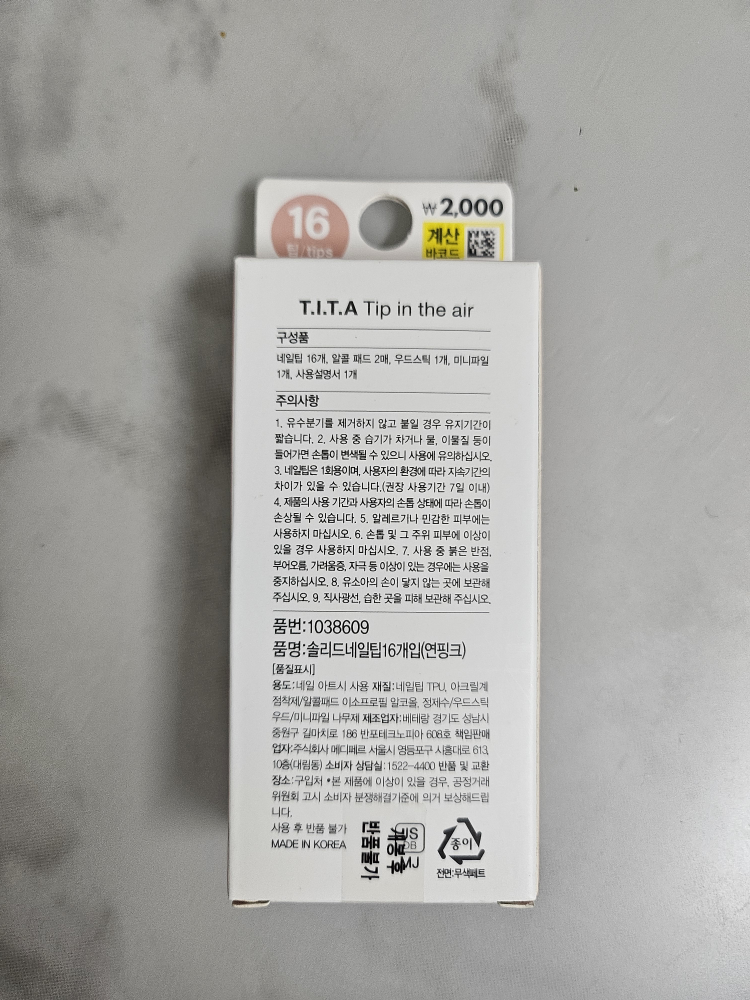 16
팁/tips
₩2,000
계산
바코드
T.I.T.A Tip in the air
구성품
네일팁 16개, 알콜 패드 2매, 우드스틱 1개, 미니파일
1개, 사용설명서 1개
주의사항
1. 유수분기를 제거하지 않고 붙일 경우 유지기간이
짧습니다. 2. 사용 중 습기가 차거나 물, 이물질 등이
들어가면 손톱이 변색될 수 있으니 사용에 유의하십시오.
3. 네일팁은 1회용이며, 사용자의 환경에 따라 지속기간의
차이가 있을 수 있습니다.(권장 사용기간 7일 이내)
4. 제품의 사용 기간과 사용자의 손톱 상태에 따라 손톱이
손상될 수 있습니다. 5. 알레르기나 민감한 피부에는
사용하지 마십시오. 6. 손톱 및 그 주위 피부에 이상이
있을 경우 사용하지 마십시오. 7. 사용 중 붉은 반점,
부어오름, 가려움증, 자극 등 이상이 있는 경우에는 사용을
중지하십시오. 8. 유소아의 손이 닿지 않는 곳에 보관해
주십시오. 9. 직사광선, 습한 곳을 피해 보관해 주십시오.
품번:1038609
품명:솔리드네일팁16개입(연핑크)
[품질표시]
용도:네일 아트시 사용 재질:네일팁 TPU, 아크릴계
점착제/알콜패드 이소프로필 알코올, 정제수/우드스틱
우드/미니파일 나무제 제조업자:베테랑 경기도 성남시
중원구 갈마치로 186 반포테크노피아 608호 책임판매
업자:주식회사 메디페르 서울시 영등포구 시흥대로 613,
10층(대림동) 소비자 상담실:1522-4400 반품 및 교환
장소:구입처 *본 제품에 이상이 있을 경우, 공정거래
위원회 고시 소비자 분쟁해결기준에 의거 보상해드립
니다.
사용 후 반품 불가
MADE IN KOREA
개봉 후
반품불가
종이
전면:무색페트